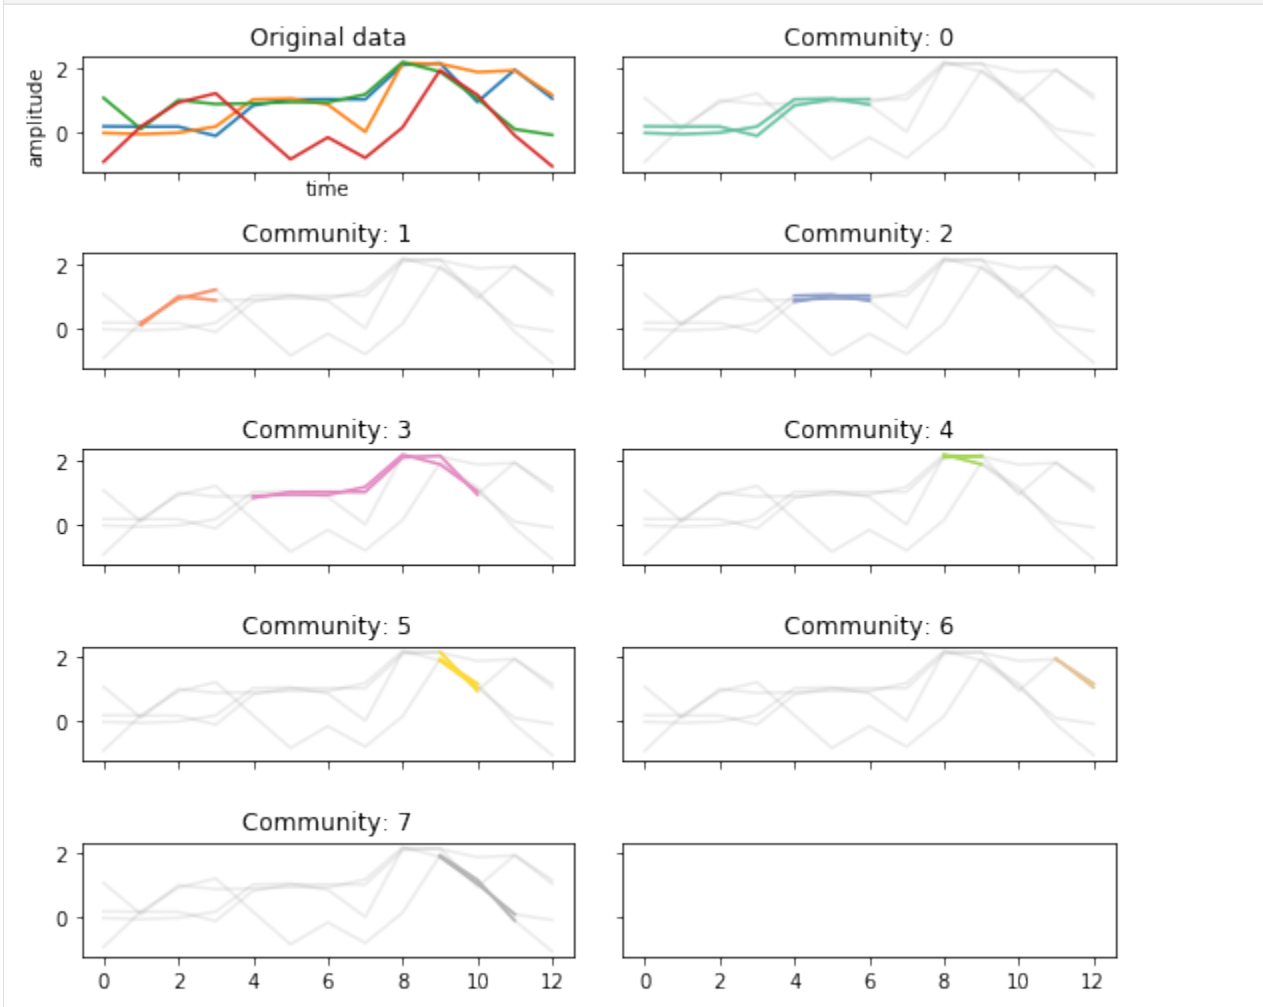 Original data
Community: 0
2
0
amplitude
time
Community: 1
Community: 2
2
0
Community: 3
Community: 4
2
0
Community: 5
Community: 6
2
0
Community: 7
2
0
0 2 4 6 8 10 12
0 2 4 6 8 10 12